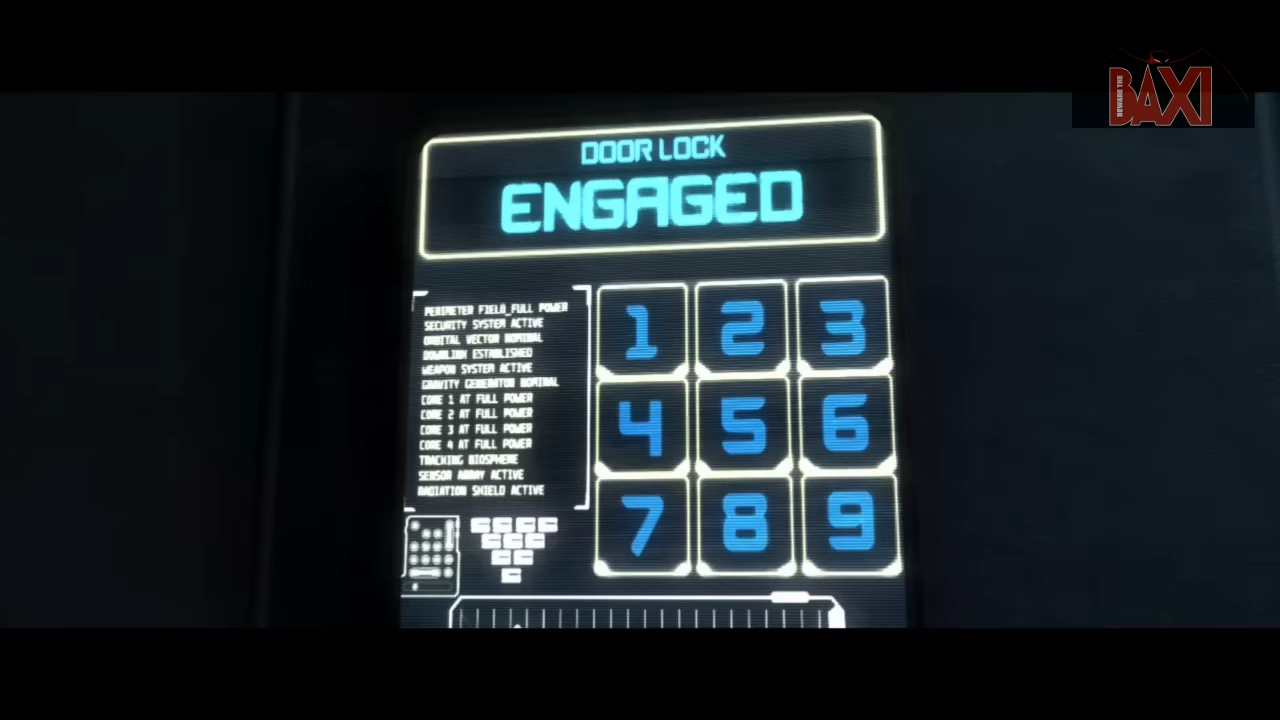 BEWARE THE
BAXI
DOOR LOCK
ENGAGED
PERIMETER FIELD_FULL POWER
SECURITY SYSTEM ACTIVE
ORBITAL VECTOR NOMINAL
DOWNLINK ESTABLISHED
WEAPON SYSTEM ACTIVE
GRAVITY GENERATOR NOMINAL
CORE 1 AT FULL POWER
CORE 2 AT FULL POWER
CORE 3 AT FULL POWER
CORE 4 AT FULL POWER
TRACKING BIOSPHERE
SENSOR ARRAY ACTIVE
RADIATION SHIELD ACTIVE
1 2 3
4 5 6
7 8 9